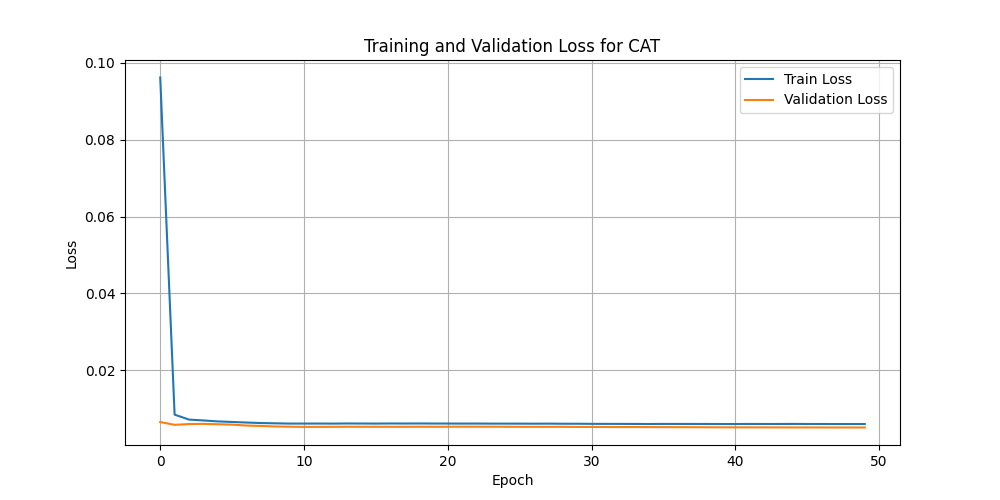 Training and Validation Loss for CAT
Train Loss
Validation Loss
0.10
0.08
0.06
0.04
0.02
Loss
0 10 20 30 40 50
Epoch